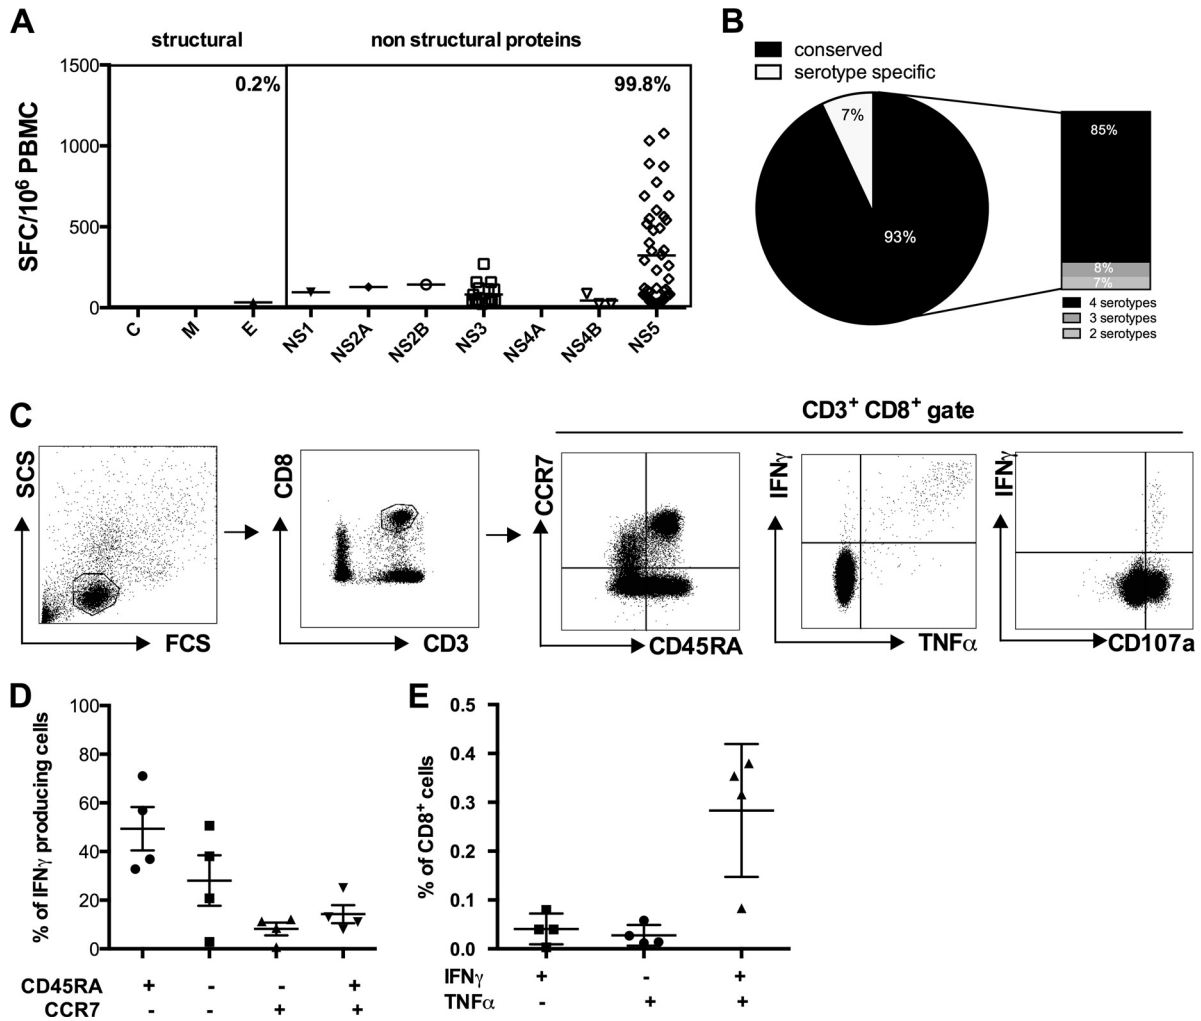 A
structural
non structural proteins
0.2%
99.8%
SFC/10⁶ PBMC
1500
1000
500
0
C
M
E
NS1
NS2A
NS2B
NS3
NS4A
NS4B
NS5
B
conserved
serotype specific
7%
93%
85%
8%
7%
4 serotypes
3 serotypes
2 serotypes
C
CD3⁺ CD8⁺ gate
SCS
FCS
CD8
CD3
CCR7
CD45RA
IFNγ
TNFα
IFNγ
CD107a
D
% of IFNγ producing cells
100
80
60
40
20
0
CD45RA + - - +
CCR7 - - + +
E
% of CD8⁺ cells
0.5
0.4
0.3
0.2
0.1
0.0
IFNγ + - +
TNFα - + +